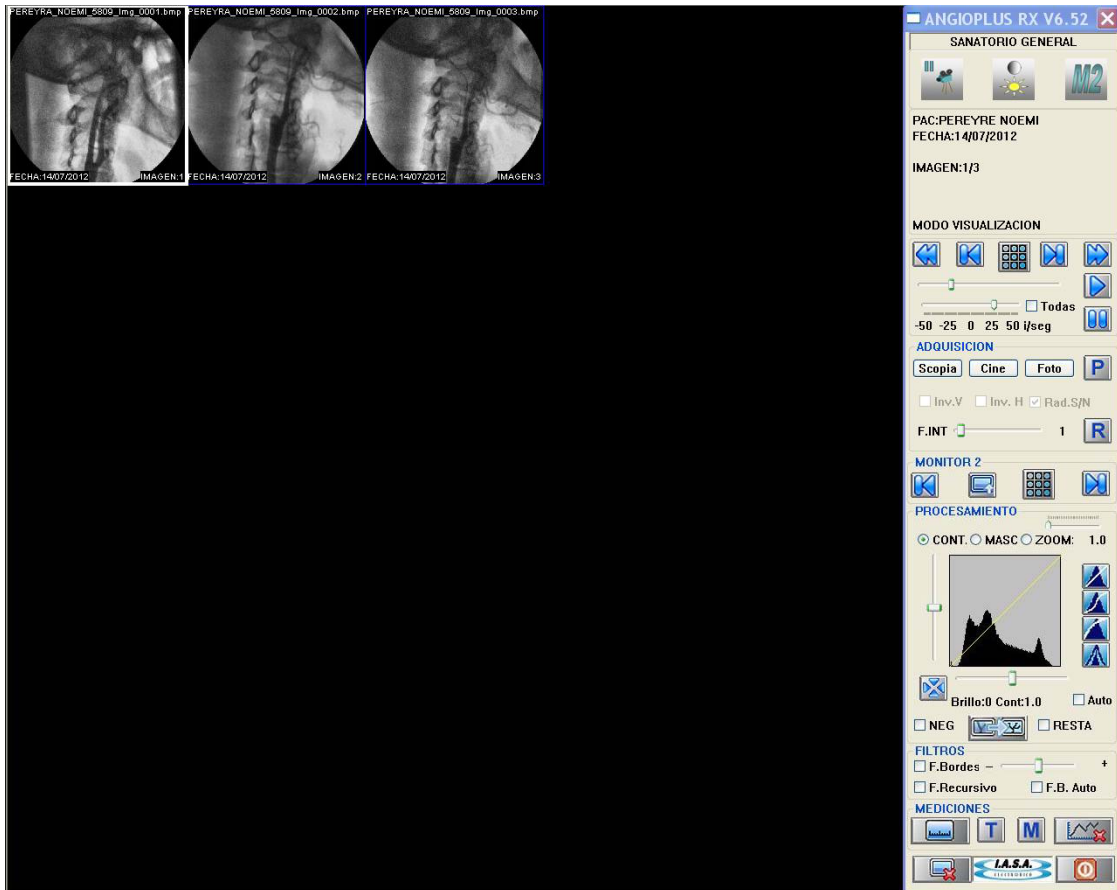 PEREYRA_NOEMI_5809_Img_0001.bmp
PEREYRA_NOEMI_5809_Img_0002.bmp
PEREYRA_NOEMI_5809_Img_0003.bmp
FECHA:14/07/2012 IMAGEN:1
FECHA:14/07/2012 IMAGEN:2
FECHA:14/07/2012 IMAGEN:3
ANGIOPLUS RX V6.52
SANATORIO GENERAL
M2
PAC:PEREYRE NOEMI
FECHA:14/07/2012
IMAGEN:1/3
MODO VISUALIZACION
Todas
-50 -25 0 25 50 i/seg
ADQUISICION
Scopia Cine Foto P
Inv.V Inv. H Rad.S/N
F.INT 1 R
MONITOR 2
PROCESAMIENTO
CONT. MASC ZOOM: 1.0
Brillo:0 Cont:1.0 Auto
NEG RESTA
FILTROS
F.Bordes - +
F.Recursivo F.B. Auto
MEDICIONES
T M
I.A.S.A.
ELECTROMEDICINA